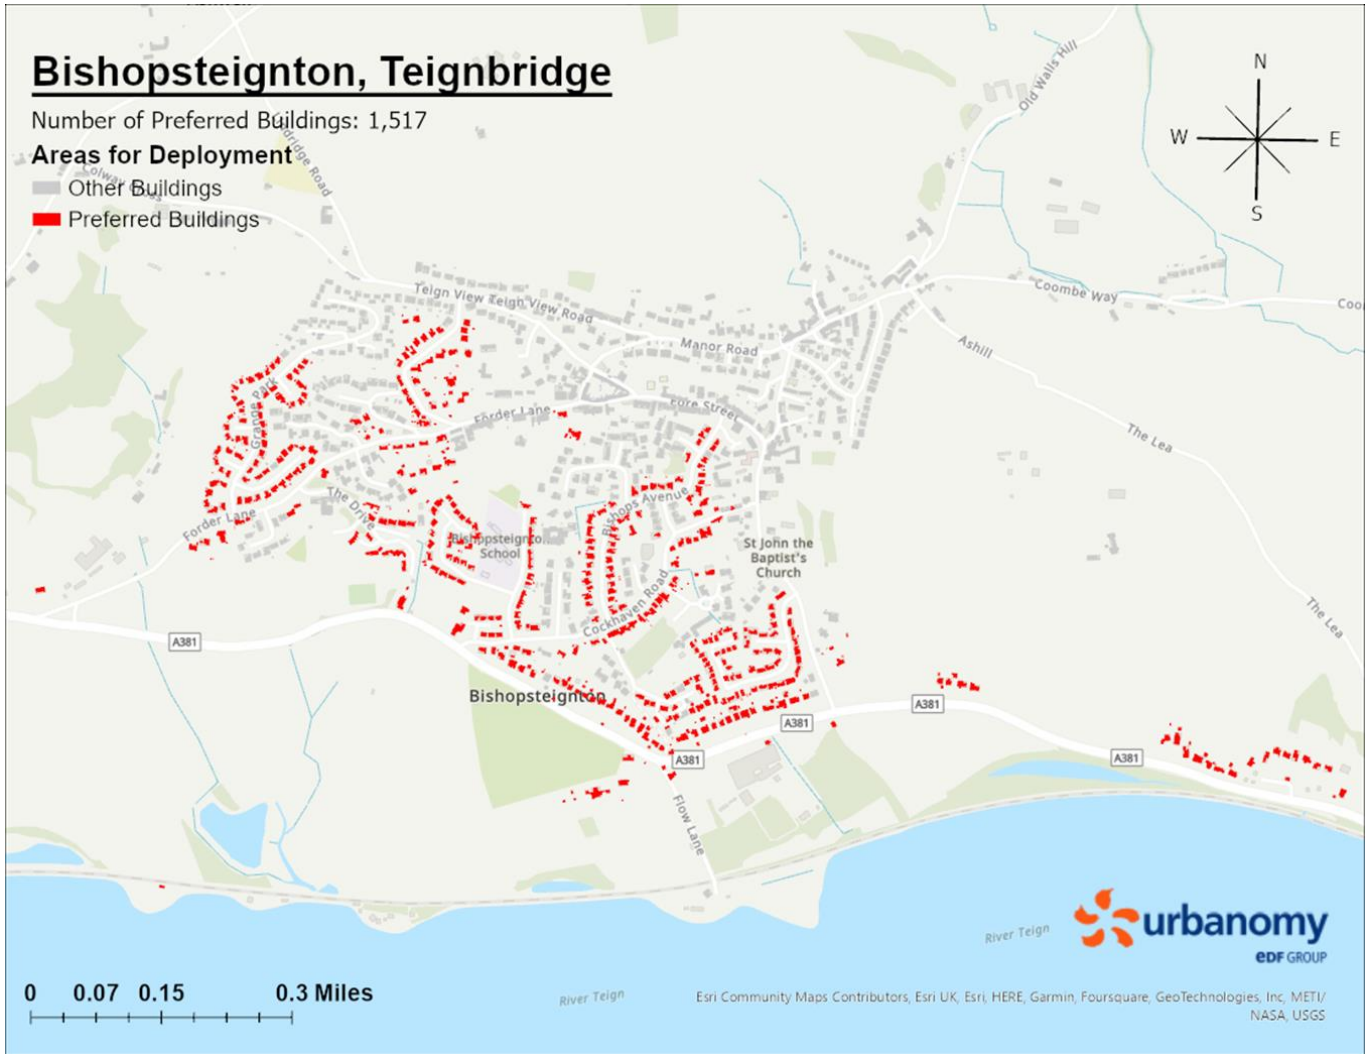 Bishopsteignton, Teignbridge
Number of Preferred Buildings: 1,517
Areas for Deployment
Other Buildings
Preferred Buildings
N
W
E
S
Old Walls Hill
Teign View
Teign View Road
Manor Road
Coombe Way
Ashill
The Lea
The Lea
Fore Street
Forder Lane
Grange Park
The Drive
Forder Lane
Bishops Avenue
School
St John the
Baptist's
Church
Cockhaven Road
A381
Bishopsteignton
A381
A381
A381
A381
Flow Lane
River Teign
River Teign
urbanomy
eDF GROUP
0 0.07 0.15 0.3 Miles
Esri Community Maps Contributors, Esri UK, Esri, HERE, Garmin, Foursquare, GeoTechnologies, Inc, METI/
NASA, USGS